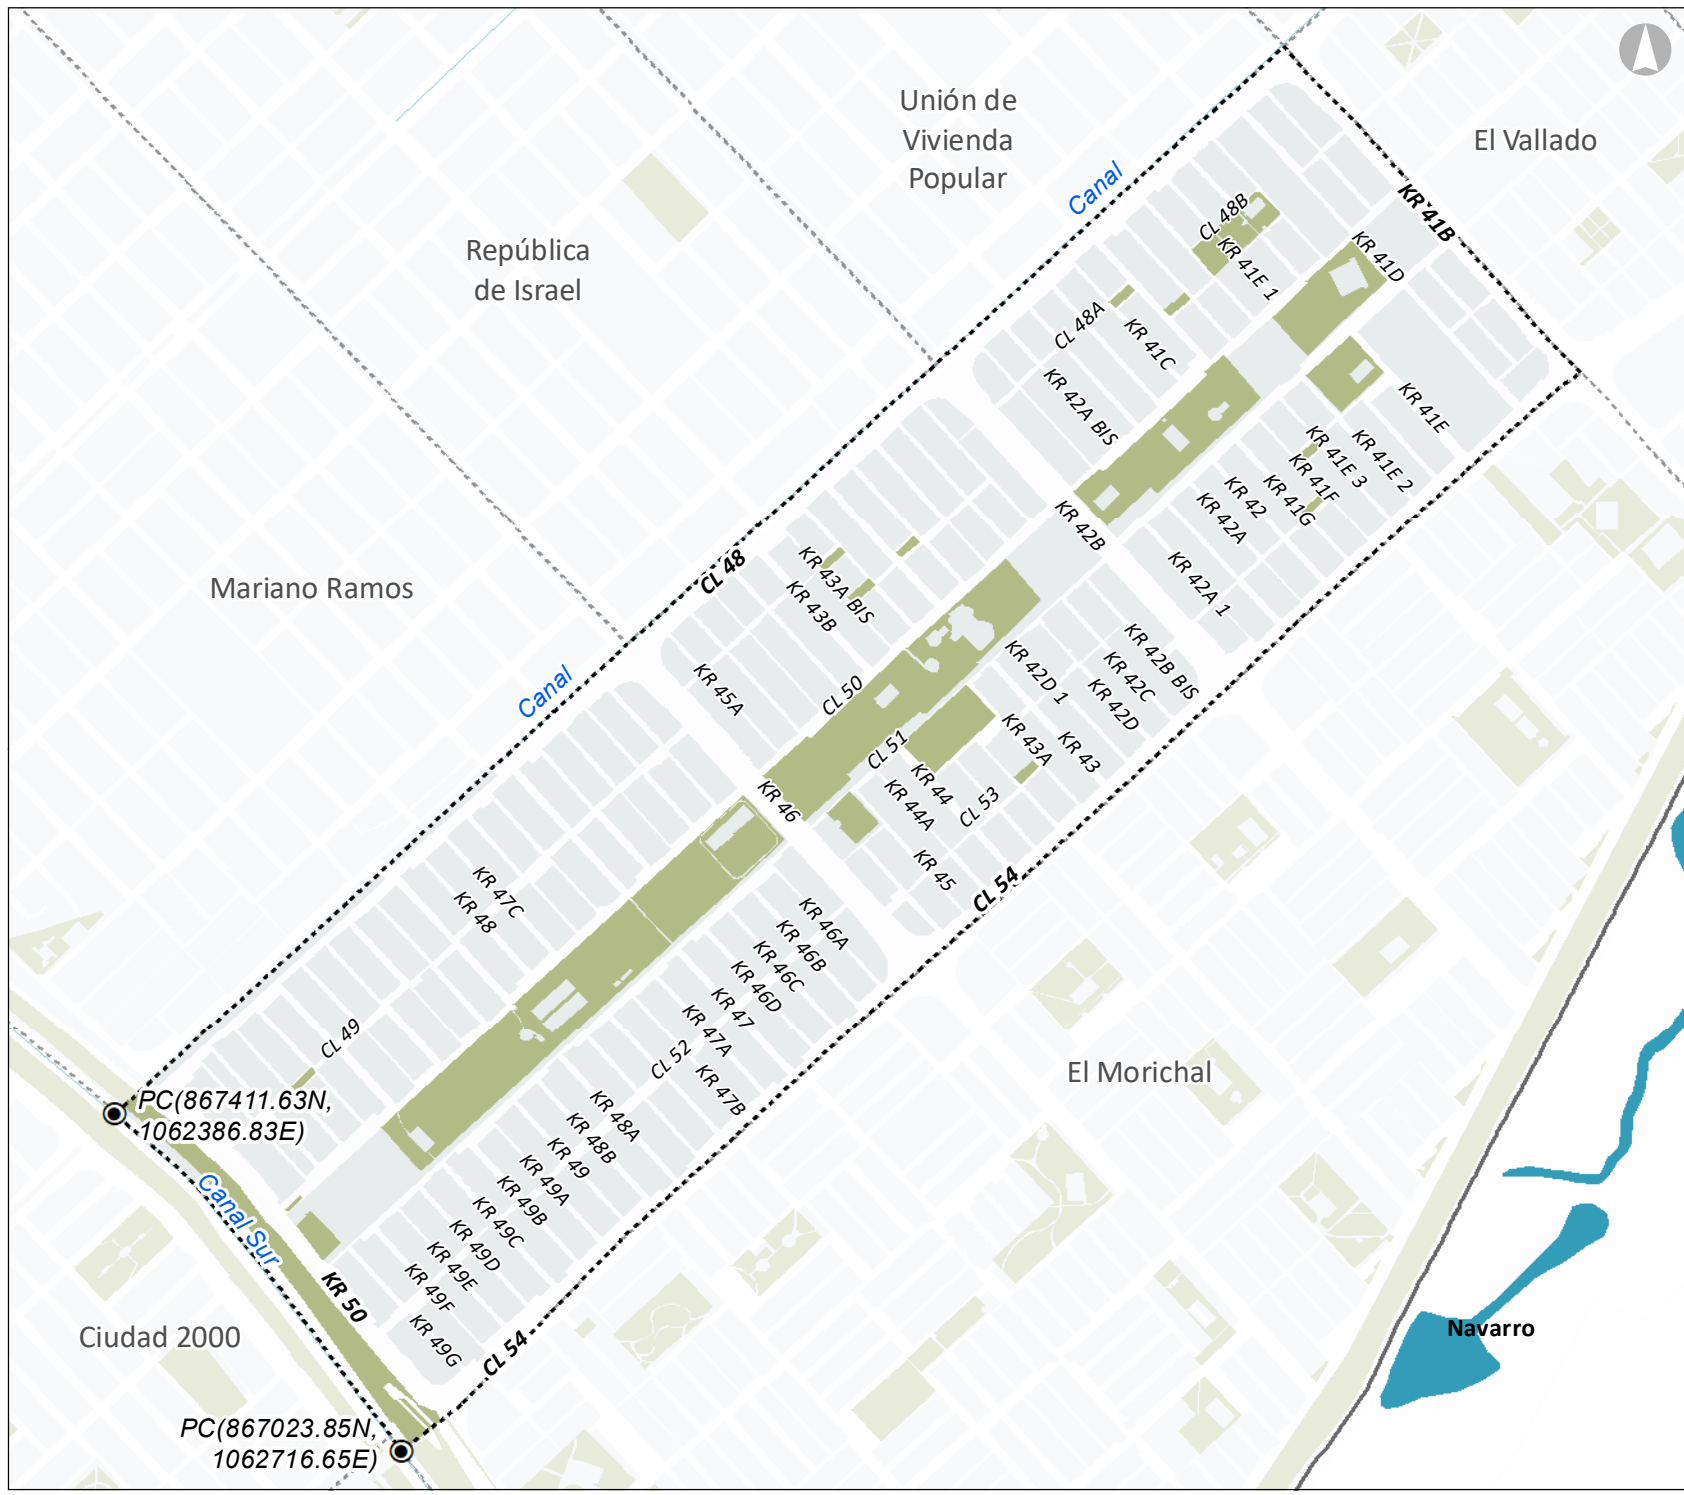 Unión de
Vivienda
Popular
El Vallado
Canal
KR 41B
CL 48B
KR 41D
República
de Israel
KR 41E 1
CL 48A
KR 41C
KR 42A BIS
KR 41E
KR 41E 2
KR 41E 3
KR 41F
KR 41G
KR 42
KR 42A
KR 42B
KR 42A 1
CL 48
Mariano Ramos
KR 43A BIS
KR 43B
KR 42B BIS
KR 42C
KR 42D
KR 42D 1
Canal
KR 45A
CL 50
KR 43A
KR 43
CL 51
KR 44
KR 44A
CL 53
KR 46
KR 45
CL 54
KR 47C
KR 48
KR 46A
KR 46B
KR 46C
KR 46D
KR 47
KR 47A
CL 52
KR 47B
CL 49
El Morichal
PC(867411.63N,
1062386.83E)
KR 48A
KR 48B
KR 49
KR 49A
KR 49B
KR 49C
KR 49D
KR 49E
KR 49F
KR 49G
Canal Sur
KR 50
Ciudad 2000
CL 54
Navarro
PC(867023.85N,
1062716.65E)